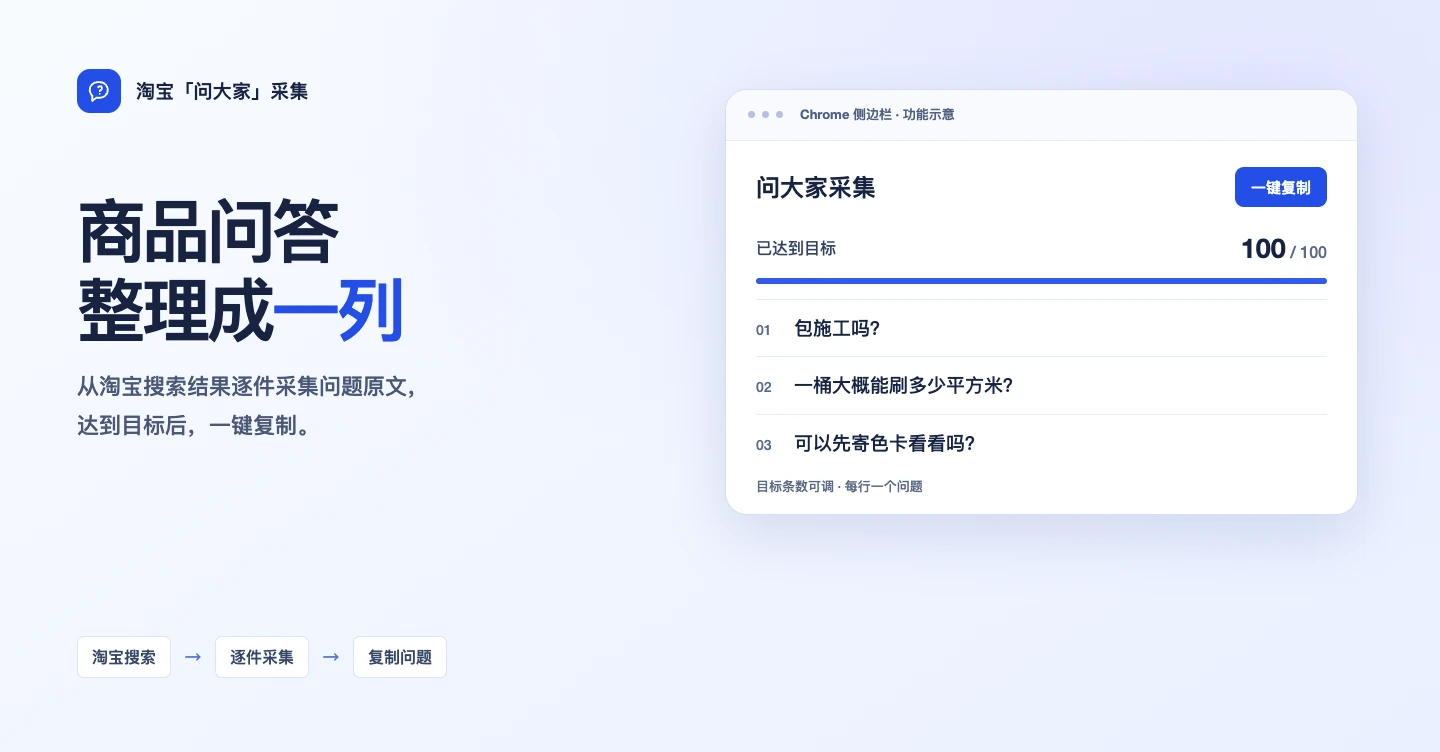 淘宝「问大家」采集
商品问答
整理成一列
从淘宝搜索结果逐件采集问题原文，
达到目标后，一键复制。
淘宝搜索 → 逐件采集 → 复制问题
Chrome 侧边栏 · 功能示意
问大家采集
一键复制
已达到目标
100 / 100
01 包施工吗?
02 一桶大概能刷多少平方米?
03 可以先寄色卡看看吗?
目标条数可调 · 每行一个问题